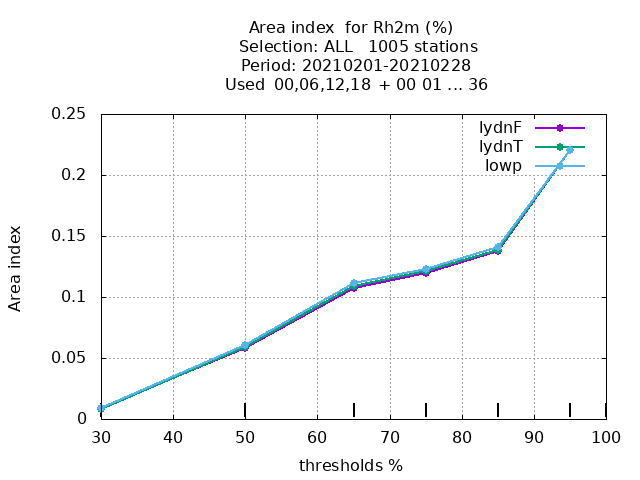 Area index for Rh2m (%)
Selection: ALL 1005 stations
Period: 20210201-20210228
Used 00,06,12,18 + 00 01 ... 36
0.25
0.2
0.15
0.1
0.05
0
Area index
lydnF
lydnT
lowp
30 40 50 60 70 80 90 100
thresholds %